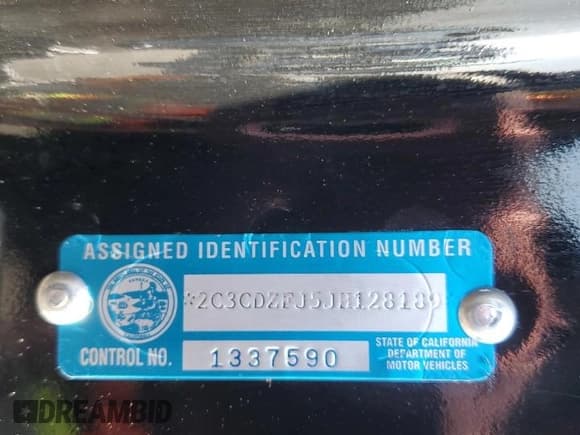 ASSIGNED IDENTIFICATION NUMBER
*2C3CDZFJ5JH128189
CONTROL NO. 1337590
STATE OF CALIFORNIA
DEPARTMENT OF
MOTOR VEHICLES
DREAMBID